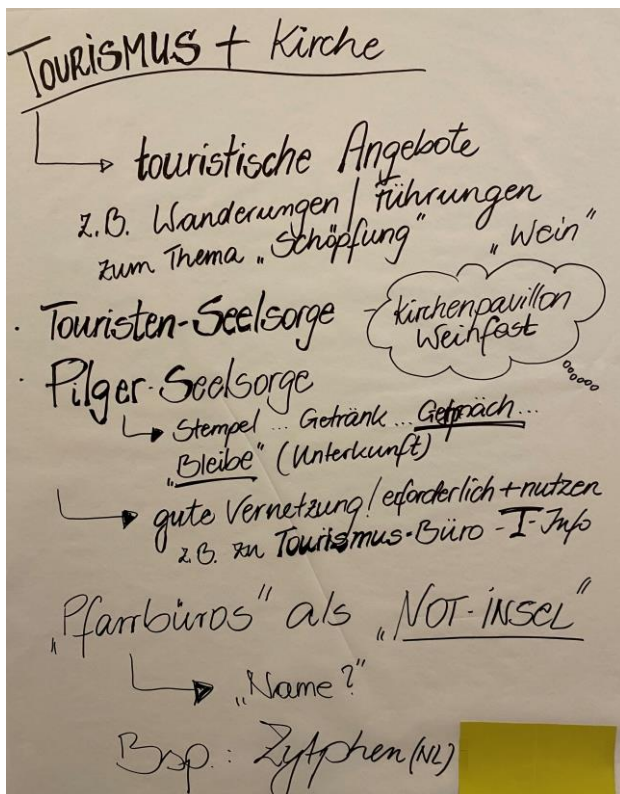 TOURISMUS + Kirche
touristische Angebote
z.B. Wanderungen / Führungen
zum Thema „Schöpfung“ „Wein“
· Touristen-Seelsorge - Kirchenpavillon
Weinfest
· Pilger-Seelsorge
Stempel ... Getränk ... Gespräch ...
„Bleibe“ (Unterkunft)
gute Vernetzung / erforderlich + nutzen
z.B. zu Tourismus-Büro - I-Info
„Pfarrbüros“ als „NOT-iNSEL“
„Name?“
Bsp.: Zytphen (NL)